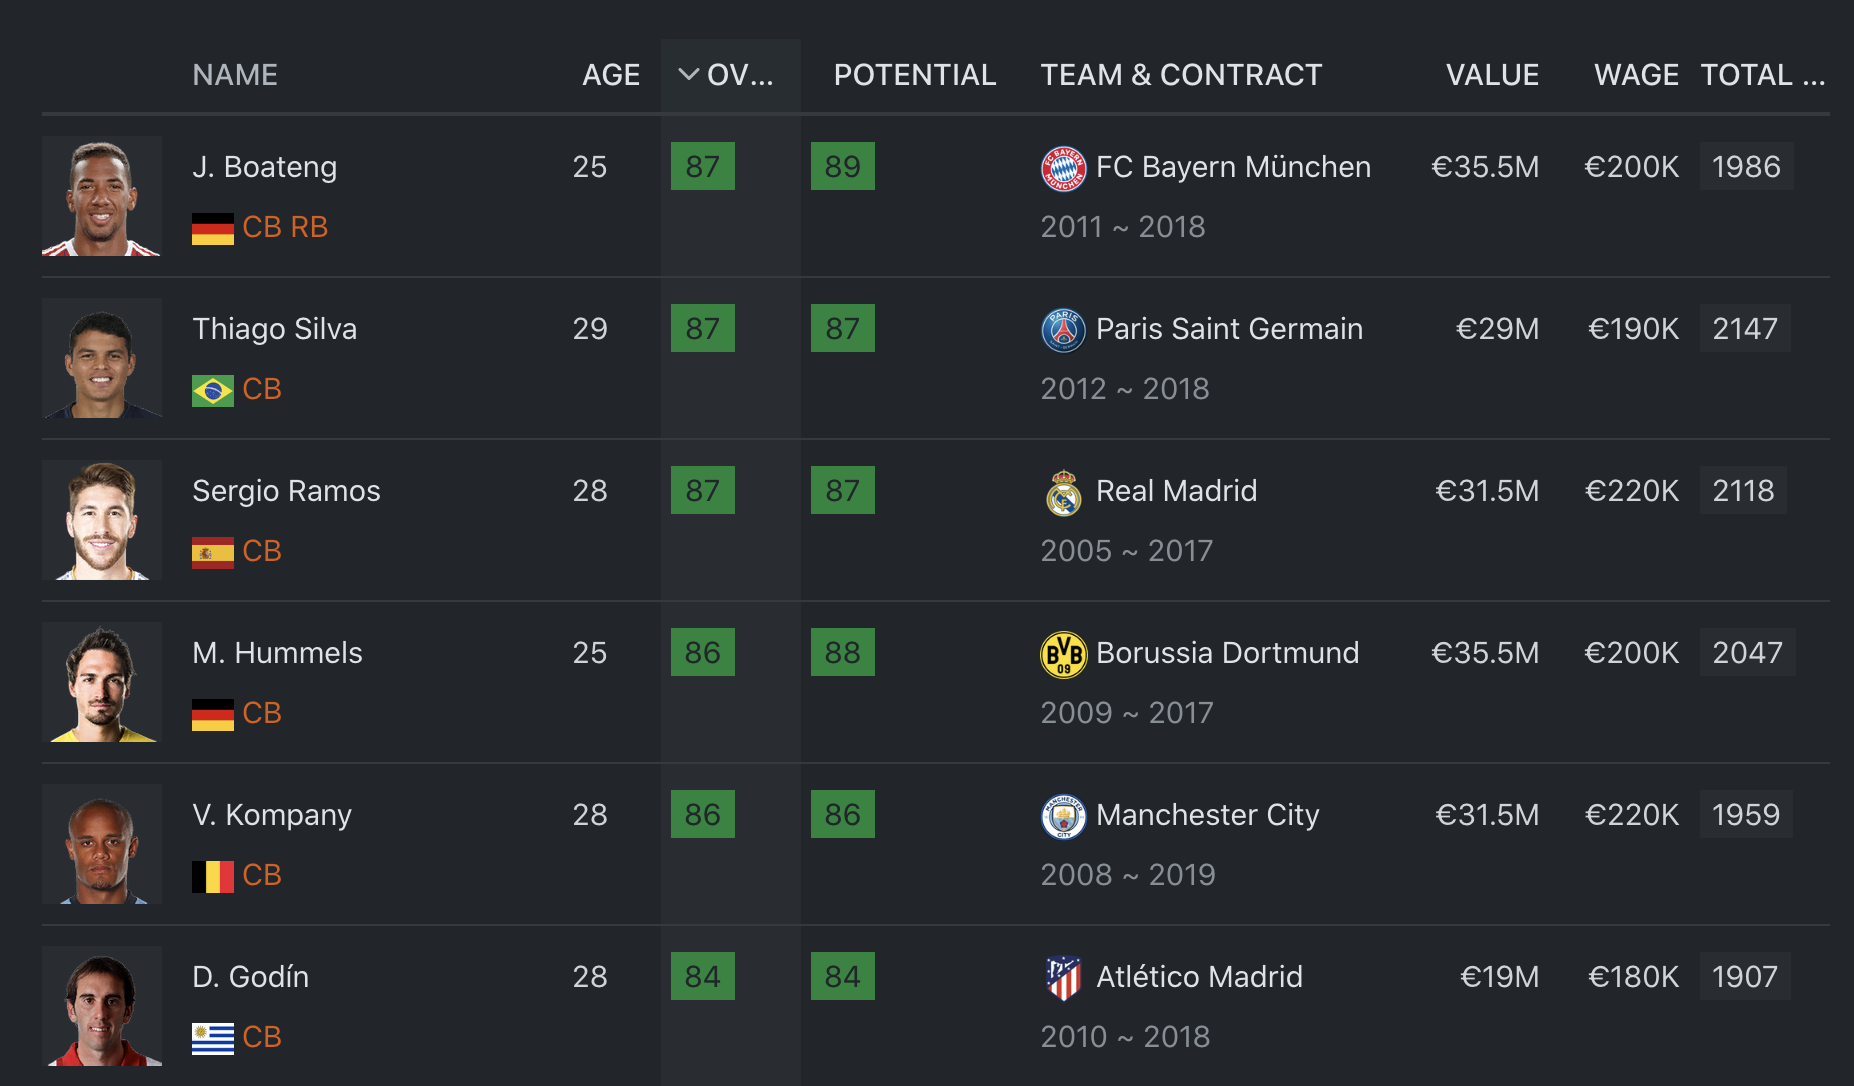 NAME AGE OV... POTENTIAL TEAM & CONTRACT VALUE WAGE TOTAL ...
J. Boateng 25 87 89 FC Bayern München €35.5M €200K 1986
CB RB 2011 ~ 2018
Thiago Silva 29 87 87 Paris Saint Germain €29M €190K 2147
CB 2012 ~ 2018
Sergio Ramos 28 87 87 Real Madrid €31.5M €220K 2118
CB 2005 ~ 2017
M. Hummels 25 86 88 BVB 09 Borussia Dortmund €35.5M €200K 2047
CB 2009 ~ 2017
V. Kompany 28 86 86 Manchester City €31.5M €220K 1959
CB 2008 ~ 2019
D. Godín 28 84 84 Atlético Madrid €19M €180K 1907
CB 2010 ~ 2018